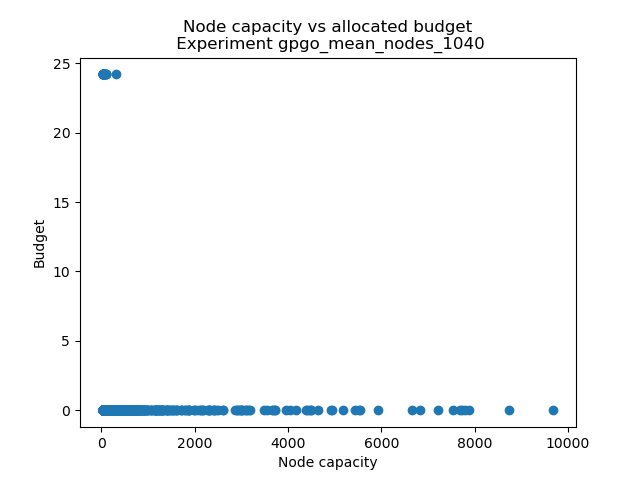 Node capacity vs allocated budget
Experiment gpgo_mean_nodes_1040
25
20
15
10
5
0
Budget
0 2000 4000 6000 8000 10000
Node capacity